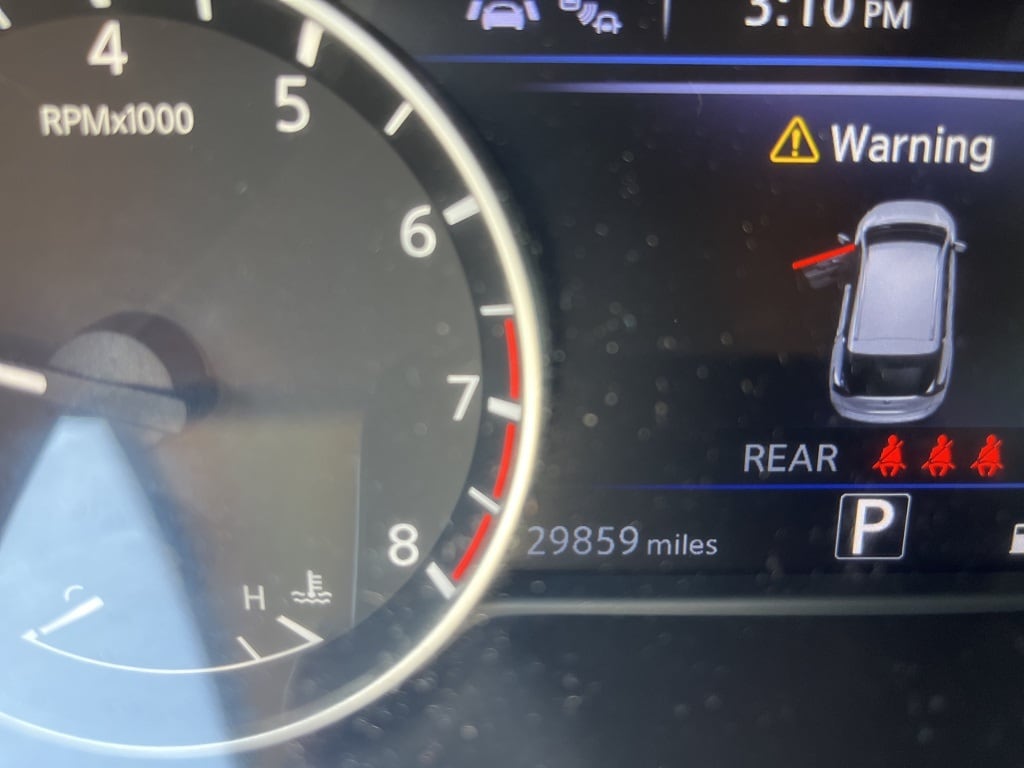 3:10 PM
4
5
RPMx1000
Warning
6
7
REAR
8
29859 miles
P
C
H